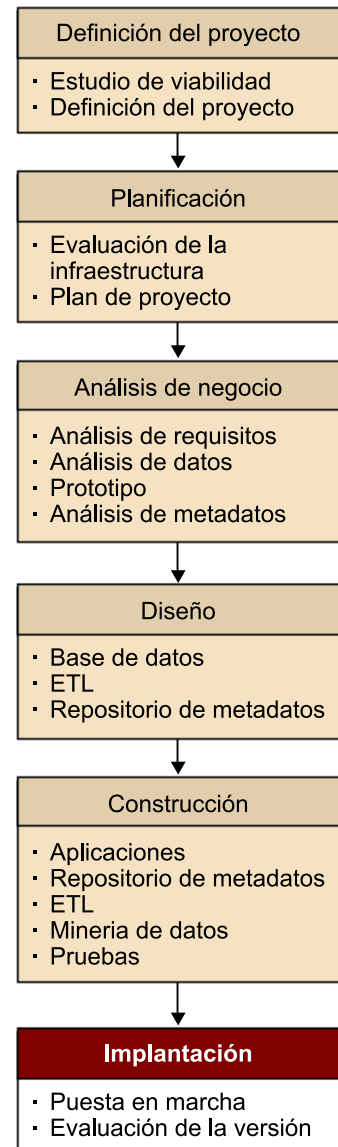 Definición del proyecto
· Estudio de viabilidad
· Definición del proyecto
Planificación
· Evaluación de la
infraestructura
· Plan de proyecto
Análisis de negocio
· Análisis de requisitos
· Análisis de datos
· Prototipo
· Análisis de metadatos
Diseño
· Base de datos
· ETL
· Repositorio de metadatos
Construcción
· Aplicaciones
· Repositorio de metadatos
· ETL
· Mineria de datos
· Pruebas
Implantación
· Puesta en marcha
· Evaluación de la versión